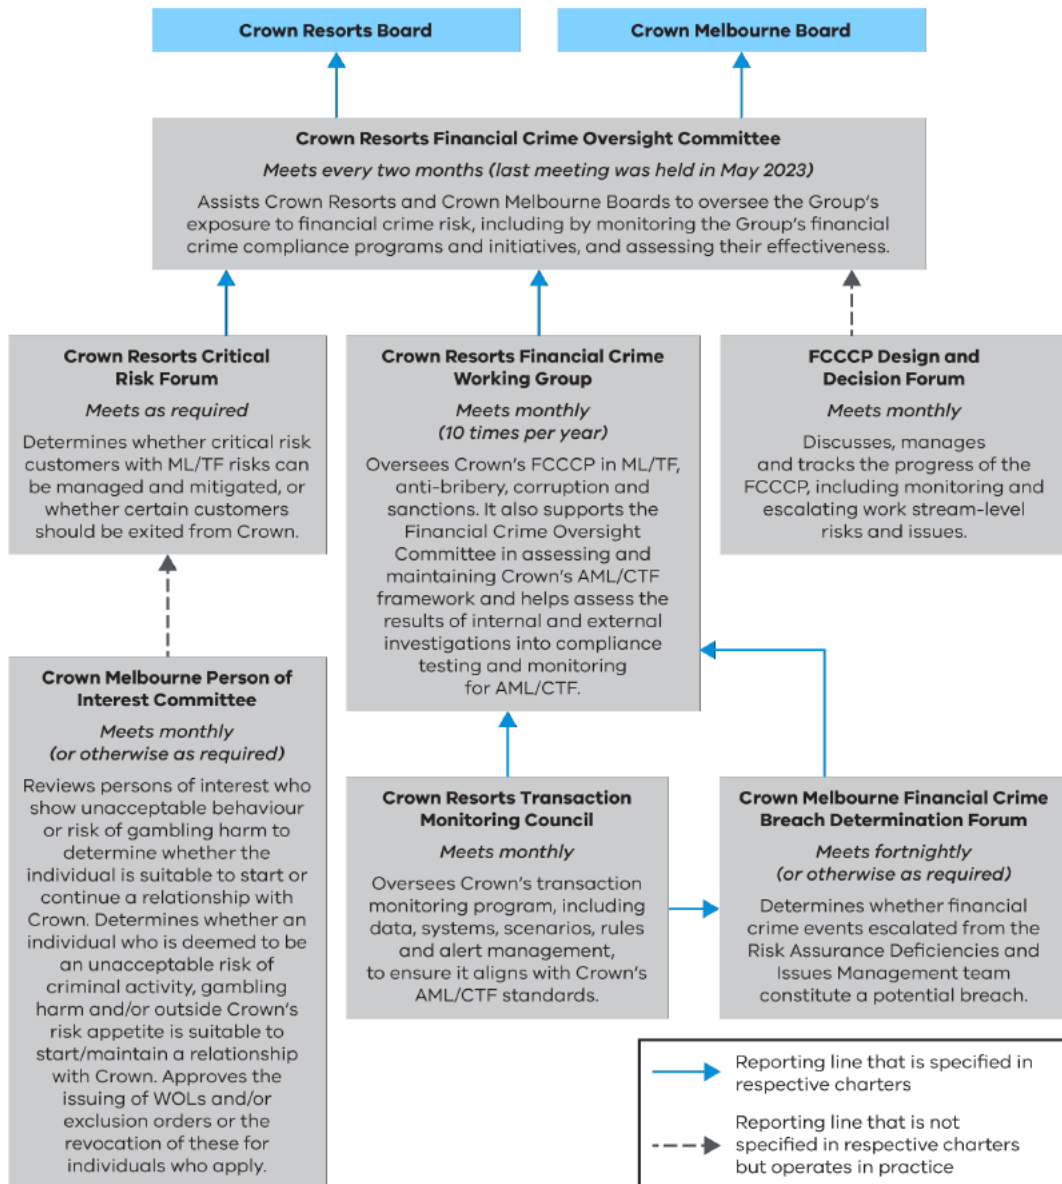 Crown Resorts Board
Crown Melbourne Board
Crown Resorts Financial Crime Oversight Committee
Meets every two months (last meeting was held in May 2023)
Assists Crown Resorts and Crown Melbourne Boards to oversee the Group's
exposure to financial crime risk, including by monitoring the Group's financial
crime compliance programs and initiatives, and assessing their effectiveness.
Crown Resorts Critical
Risk Forum
Meets as required
Determines whether critical risk
customers with ML/TF risks can
be managed and mitigated, or
whether certain customers
should be exited from Crown.
Crown Resorts Financial Crime
Working Group
Meets monthly
(10 times per year)
Oversees Crown's FCCCP in ML/TF,
anti-bribery, corruption and
sanctions. It also supports the
Financial Crime Oversight
Committee in assessing and
maintaining Crown's AML/CTF
framework and helps assess the
results of internal and external
investigations into compliance
testing and monitoring
for AML/CTF.
FCCCP Design and
Decision Forum
Meets monthly
Discusses, manages
and tracks the progress of the
FCCCP, including monitoring and
escalating work stream-level
risks and issues.
Crown Melbourne Person of
Interest Committee
Meets monthly
(or otherwise as required)
Reviews persons of interest who
show unacceptable behaviour
or risk of gambling harm to
determine whether the
individual is suitable to start or
continue a relationship with
Crown. Determines whether an
individual who is deemed to be
an unacceptable risk of
criminal activity, gambling
harm and/or outside Crown's
risk appetite is suitable to
start/maintain a relationship
with Crown. Approves the
issuing of WOLs and/or
exclusion orders or the
revocation of these for
individuals who apply.
Crown Resorts Transaction
Monitoring Council
Meets monthly
Oversees Crown's transaction
monitoring program, including
data, systems, scenarios, rules
and alert management,
to ensure it aligns with Crown's
AML/CTF standards.
Crown Melbourne Financial Crime
Breach Determination Forum
Meets fortnightly
(or otherwise as required)
Determines whether financial
crime events escalated from the
Risk Assurance Deficiencies and
Issues Management team
constitute a potential breach.
Reporting line that is specified in
respective charters
Reporting line that is not
specified in respective charters
but operates in practice